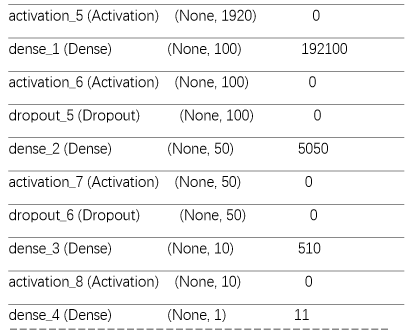 activation_5 (Activation) (None, 1920) 0
dense_1 (Dense) (None, 100) 192100
activation_6 (Activation) (None, 100) 0
dropout_5 (Dropout) (None, 100) 0
dense_2 (Dense) (None, 50) 5050
activation_7 (Activation) (None, 50) 0
dropout_6 (Dropout) (None, 50) 0
dense_3 (Dense) (None, 10) 510
activation_8 (Activation) (None, 10) 0
dense_4 (Dense) (None, 1) 11